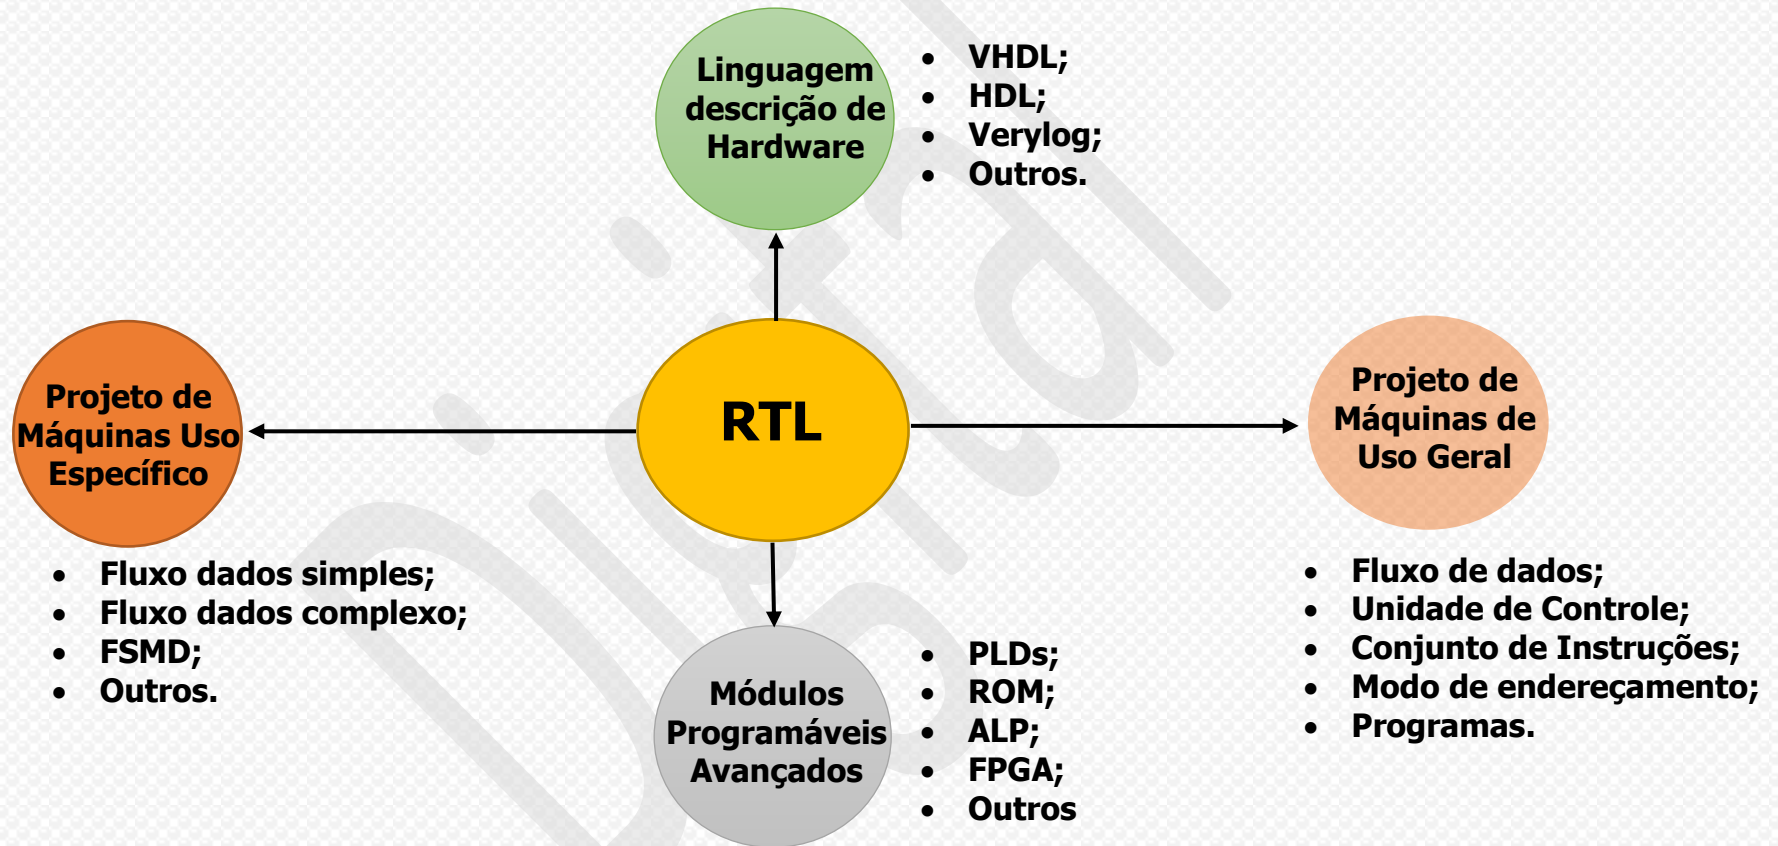 Linguagem
descrição de
Hardware
• VHDL;
• HDL;
• Verylog;
• Outros.
Projeto de
Máquinas Uso
Específico
RTL
Projeto de
Máquinas de
Uso Geral
• Fluxo dados simples;
• Fluxo dados complexo;
• FSMD;
• Outros.
Módulos
Programáveis
Avançados
• PLDs;
• ROM;
• ALP;
• FPGA;
• Outros
• Fluxo de dados;
• Unidade de Controle;
• Conjunto de Instruções;
• Modo de endereçamento;
• Programas.
Digital